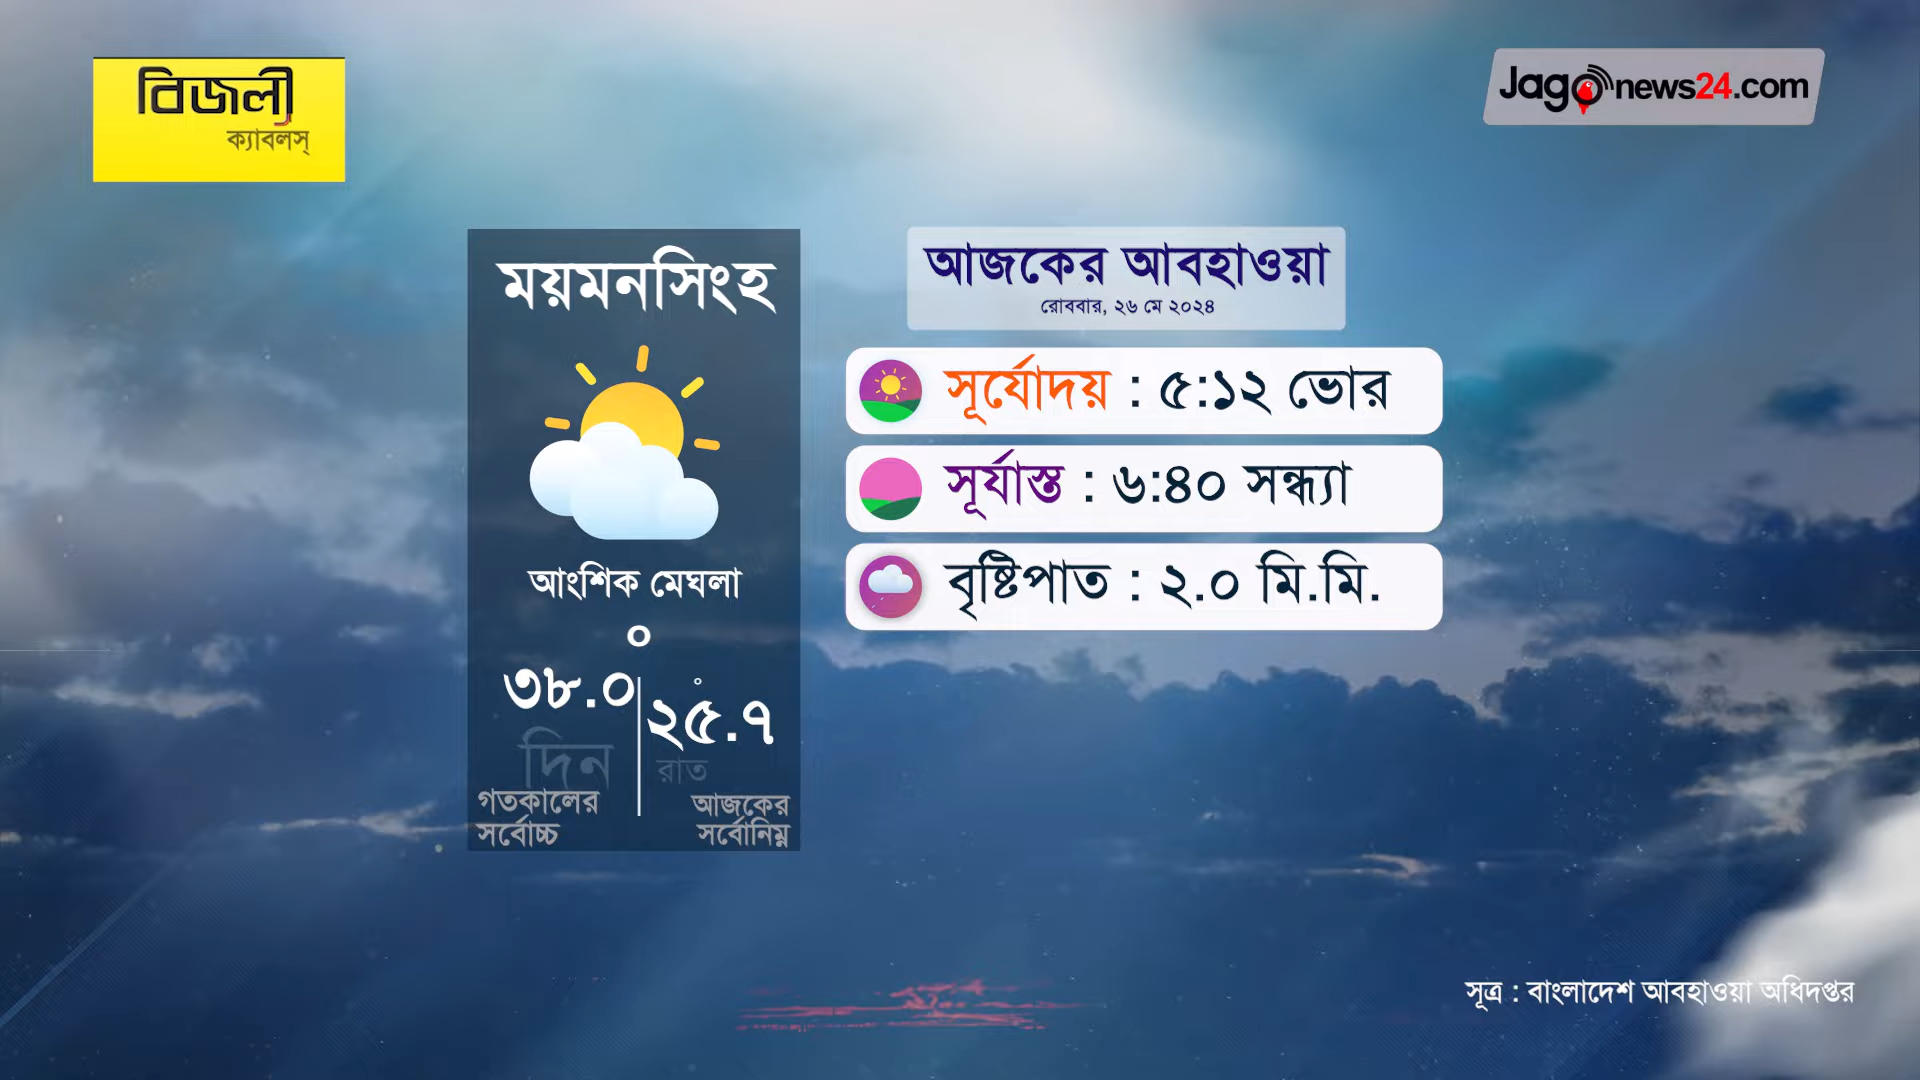 বিজলী
ক্যাবলস্
Jagonews24.com
ময়মনসিংহ
আংশিক মেঘলা
৩৮.০°
২৫.৭°
দিন
রাত
গতকালের
সর্বোচ্চ
আজকের
সর্বোনিম্ন
আজকের আবহাওয়া
রোববার, ২৬ মে ২০২৪
সূর্যোদয় : ৫:১২ ভোর
সূর্যাস্ত : ৬:৪০ সন্ধ্যা
বৃষ্টিপাত : ২.০ মি.মি.
সূত্র : বাংলাদেশ আবহাওয়া অধিদপ্তর